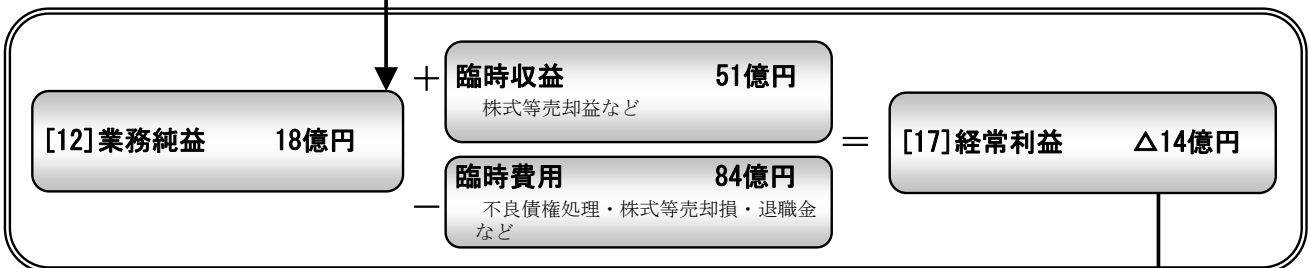 [12]業務純益 18億円
＋
臨時収益 51億円
株式等売却益など
－
臨時費用 84億円
不良債権処理・株式等売却損・退職金
など
＝
[17]経常利益 △14億円